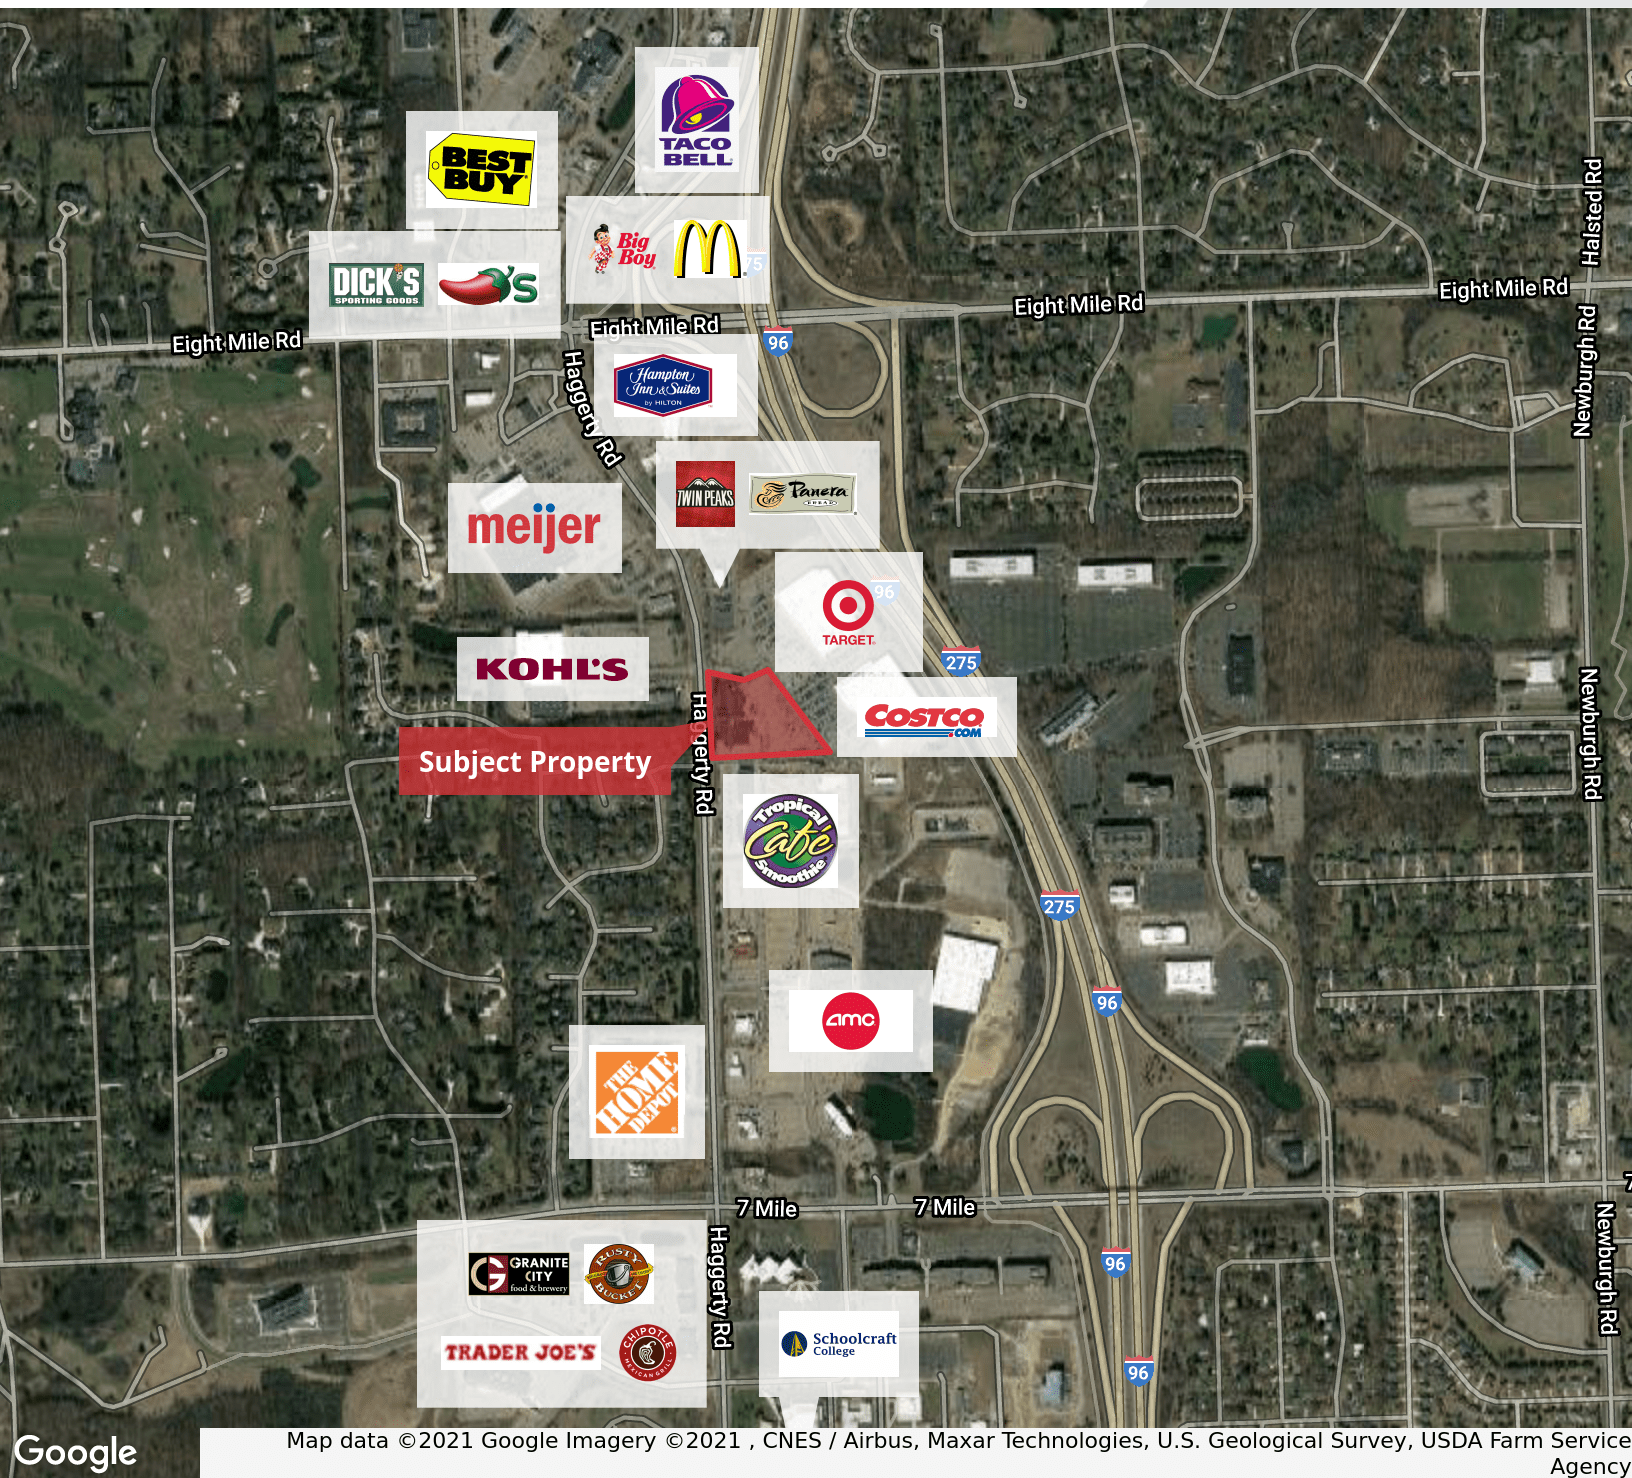 TACO
BELL
BEST
BUY
Big
Boy
75
DICK'S
SPORTING GOODS
'S
Halsted Rd
Eight Mile Rd
Eight Mile Rd
Eight Mile Rd
Eight Mile Rd
96
Hampton
Inn & Suites
by HILTON
Haggerty Rd
Newburgh Rd
TWIN PEAKS
Panera
BREAD
meijer
96
TARGET
275
KOHL'S
Haggerty Rd
COSTCO
.COM
Newburgh Rd
Subject Property
Tropical
Café
Smoothie
275
96
amc
THE
HOME
DEPOT
7 Mile
7 Mile
7
Haggerty Rd
Newburgh Rd
96
GRANITE
CITY
food & brewery
RUSTY
BUCKET
TRADER JOE'S
CHIPOTLE
MEXICAN GRILL
Schoolcraft
College
96
Google
Map data ©2021 Google Imagery ©2021 , CNES / Airbus, Maxar Technologies, U.S. Geological Survey, USDA Farm Service
Agency